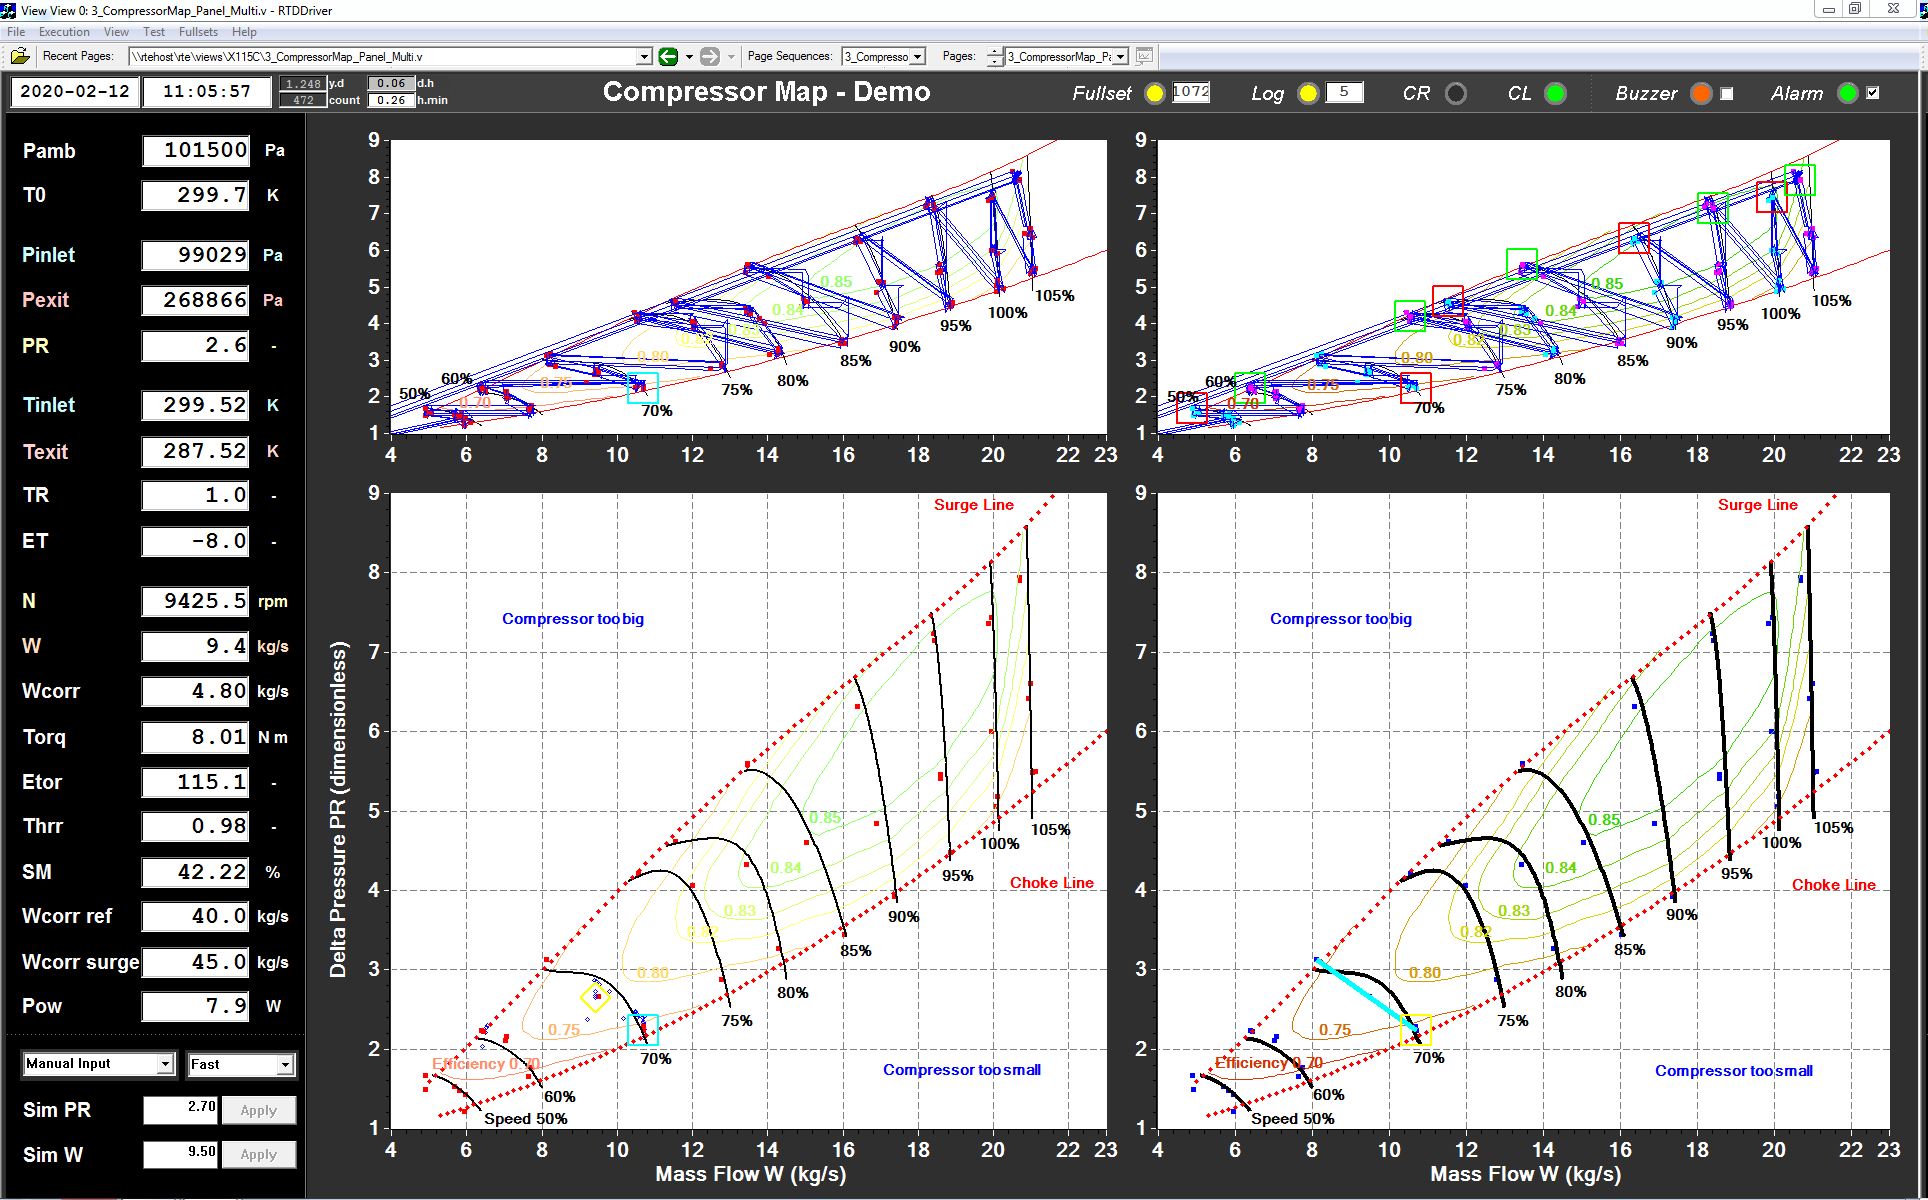 View View 0: 3_CompressorMap_Panel_Multi.v - RTDDriver
File Execution View Test Fullsets Help
Recent Pages: \\rtehost\rte\views\X115C\3_CompressorMap_Panel_Multi.v Page Sequences: 3_Compresso Pages: 3_CompressorMap_Pa
2020-02-12 11:05:57 1.248 y.d 0.06 d.h
472 count 0.26 h.min
Compressor Map - Demo Fullset 1072 Log 5 CR CL Buzzer Alarm
Pamb 101500 Pa
T0 299.7 K
Pinlet 99029 Pa
Pexit 268866 Pa
PR 2.6 -
Tinlet 299.52 K
Texit 287.52 K
TR 1.0 -
ET -8.0 -
N 9425.5 rpm
W 9.4 kg/s
Wcorr 4.80 kg/s
Torq 8.01 N m
Etor 115.1 -
Thrr 0.98 -
SM 42.22 %
Wcorr ref 40.0 kg/s
Wcorr surge 45.0 kg/s
Pow 7.9 W
Manual Input Fast
Sim PR 2.70 Apply
Sim W 9.50 Apply
9
8
7
6
5
4
3
2
1
4 6 8 10 12 14 16 18 20 22 23
0.85
0.84
0.83
0.80
0.75
0.70
50%
60%
70%
75%
80%
85%
90%
95%
100%
105%
9
8
7
6
5
4
3
2
1
4 6 8 10 12 14 16 18 20 22 23
0.85
0.84
0.83
0.82
0.80
0.75
0.70
50%
60%
70%
75%
80%
85%
90%
95%
100%
105%
Delta Pressure PR (dimensionless)
9
8
7
6
5
4
3
2
1
4 6 8 10 12 14 16 18 20 22 23
Mass Flow W (kg/s)
Surge Line
Compressor too big
0.85
0.84
0.83
0.82
0.80
0.75
Efficiency 0.70
105%
100%
95%
90%
85%
80%
75%
70%
60%
Speed 50%
Choke Line
Compressor too small
9
8
7
6
5
4
3
2
1
4 6 8 10 12 14 16 18 20 22 23
Mass Flow W (kg/s)
Surge Line
Compressor too big
0.85
0.84
0.83
0.82
0.80
0.75
Efficiency 0.70
105%
100%
95%
90%
85%
80%
75%
70%
60%
Speed 50%
Choke Line
Compressor too small